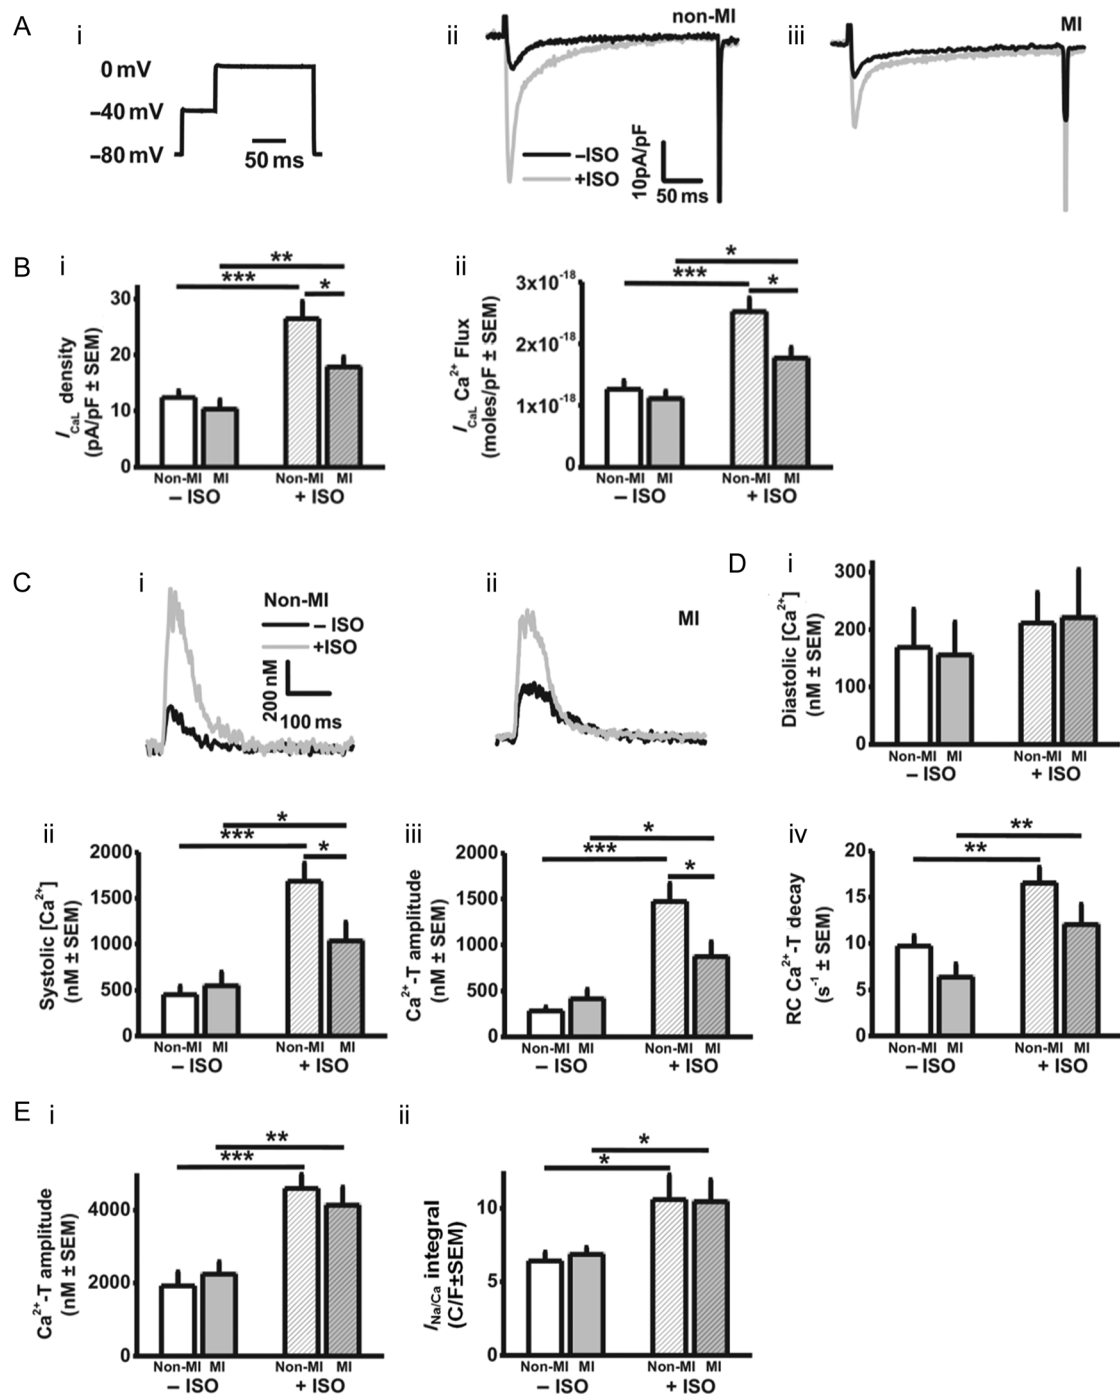 A
i
0 mV
−40 mV
−80 mV
50 ms
ii
non-MI
−ISO
+ISO
10pA/pF
50 ms
iii
MI
B
i
**
***
*
30
20
10
0
I CaL density
(pA/pF ± SEM)
Non-MI MI Non-MI MI
− ISO + ISO
ii
*
***
*
3x10-18
2x10-18
1x10-18
0
I CaL Ca2+ Flux
(moles/pF ± SEM)
Non-MI MI Non-MI MI
− ISO + ISO
C
i
Non-MI
− ISO
+ISO
200 nM
100 ms
ii
MI
D
i
300
200
100
0
Diastolic [Ca2+]
(nM ± SEM)
Non-MI MI Non-MI MI
− ISO + ISO
ii
*
***
*
2000
1500
1000
500
0
Systolic [Ca2+]
(nM ± SEM)
Non-MI MI Non-MI MI
− ISO + ISO
iii
*
***
*
2000
1500
1000
500
0
Ca2+-T amplitude
(nM ± SEM)
Non-MI MI Non-MI MI
− ISO + ISO
iv
**
**
20
15
10
5
0
RC Ca2+-T decay
(s-1 ± SEM)
Non-MI MI Non-MI MI
− ISO + ISO
E
i
**
***
4000
2000
0
Ca2+-T amplitude
(nM ± SEM)
Non-MI MI Non-MI MI
− ISO + ISO
ii
*
*
10
5
0
I Na/Ca integral
(C/F±SEM)
Non-MI MI Non-MI MI
− ISO + ISO